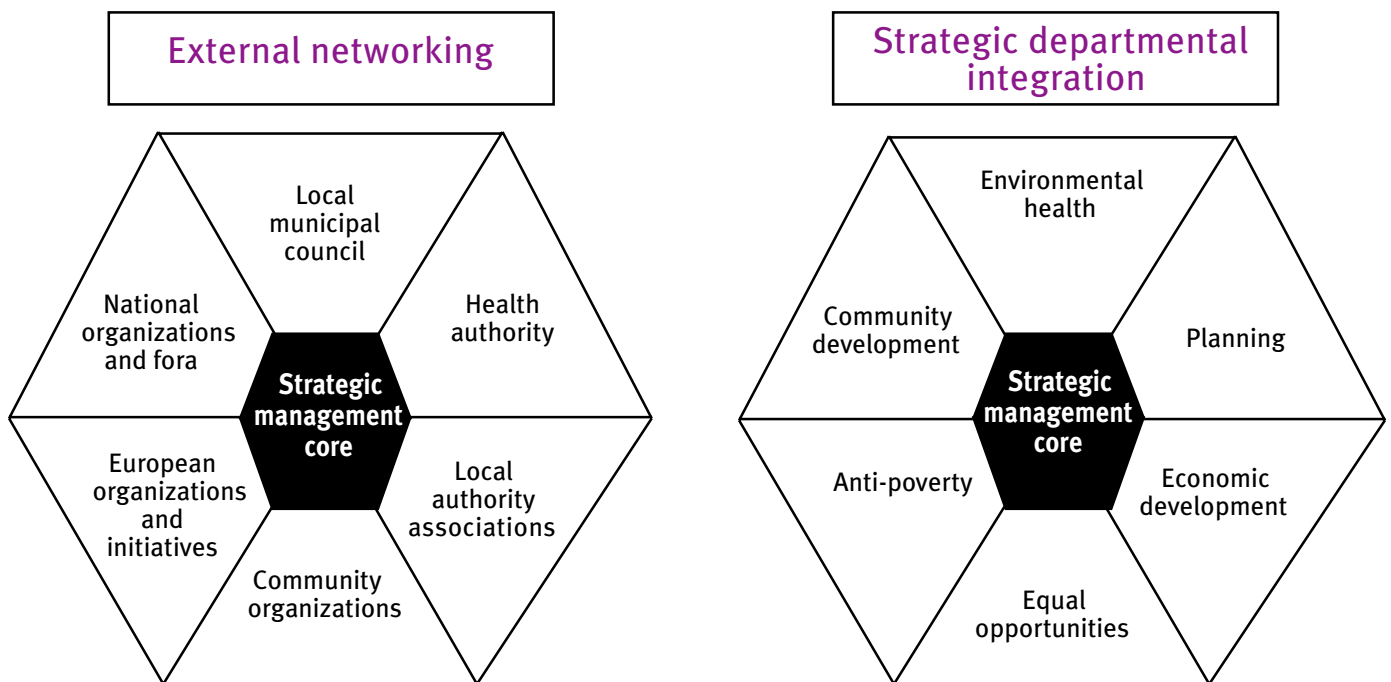 External networking
Local
municipal
council
Health
authority
Local
authority
associations
Community
organizations
European
organizations
and
initiatives
National
organizations
and fora
Strategic
management
core
Strategic departmental
integration
Environmental
health
Planning
Economic
development
Equal
opportunities
Anti-poverty
Community
development
Strategic
management
core